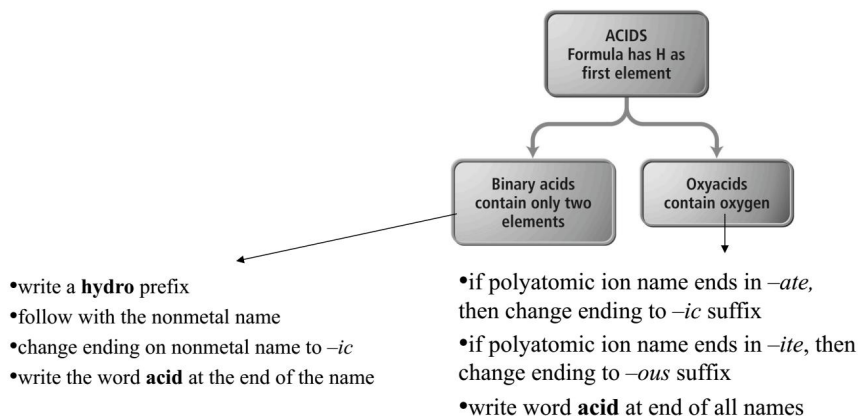 ACIDS
Formula has H as
first element
Binary acids
contain only two
elements
Oxyacids
contain oxygen
•write a hydro prefix
•follow with the nonmetal name
•change ending on nonmetal name to –ic
•write the word acid at the end of the name
•if polyatomic ion name ends in –ate,
then change ending to –ic suffix
•if polyatomic ion name ends in –ite, then
change ending to –ous suffix
•write word acid at end of all names